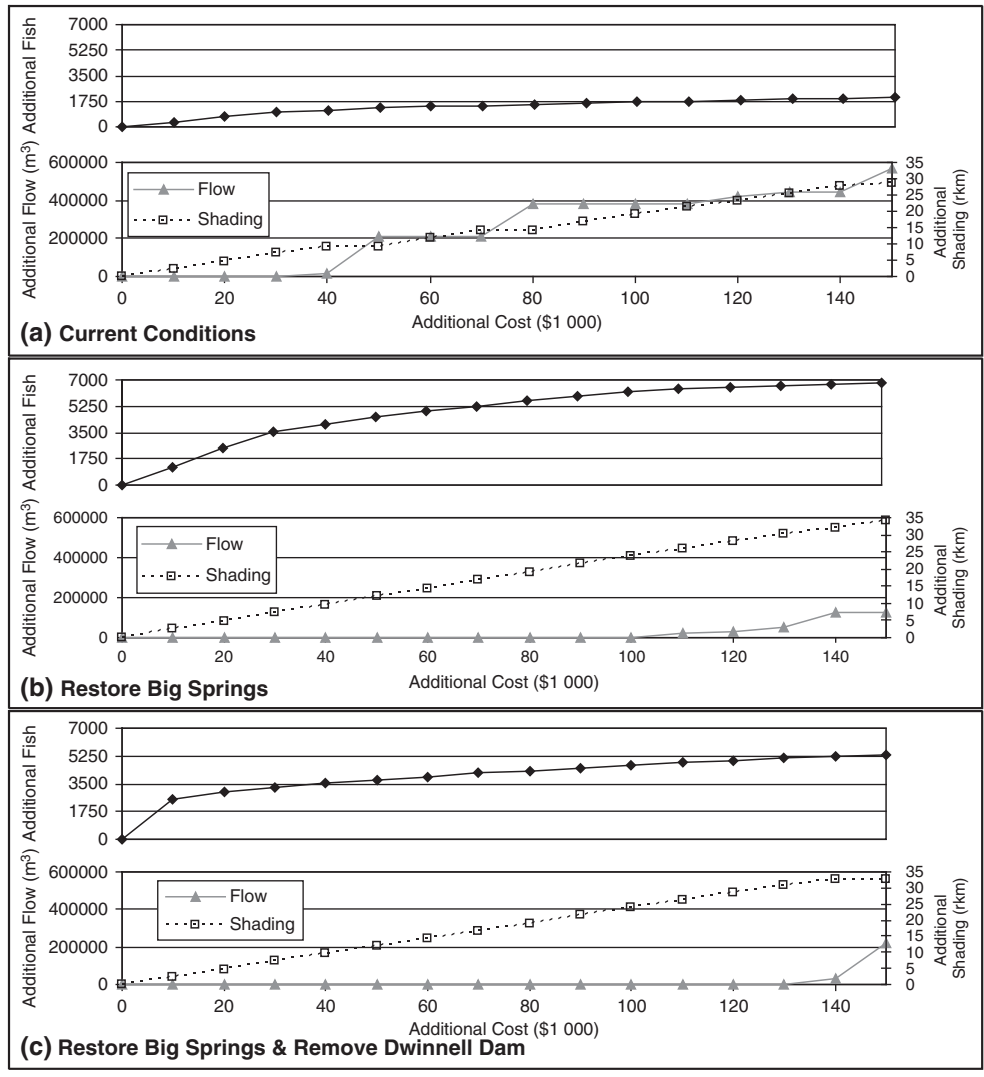 Additional Fish
7000
5250
3500
1750
0
Additional Flow (m³)
600000
400000
200000
0
Flow
Shading
35
30
25
20
15
10
5
0
Additional
Shading (rkm)
0 20 40 60 80 100 120 140
Additional Cost ($1 000)
(a) Current Conditions
Additional Fish
7000
5250
3500
1750
0
Additional Flow (m³)
600000
400000
200000
0
Flow
Shading
35
30
25
20
15
10
5
0
Additional
Shading (rkm)
0 20 40 60 80 100 120 140
Additional Cost ($1 000)
(b) Restore Big Springs
Additional Fish
7000
5250
3500
1750
0
Additional Flow (m³)
600000
400000
200000
0
Flow
Shading
35
30
25
20
15
10
5
0
Additional
Shading (rkm)
0 20 40 60 80 100 120 140
Additional Cost ($1 000)
(c) Restore Big Springs & Remove Dwinnell Dam